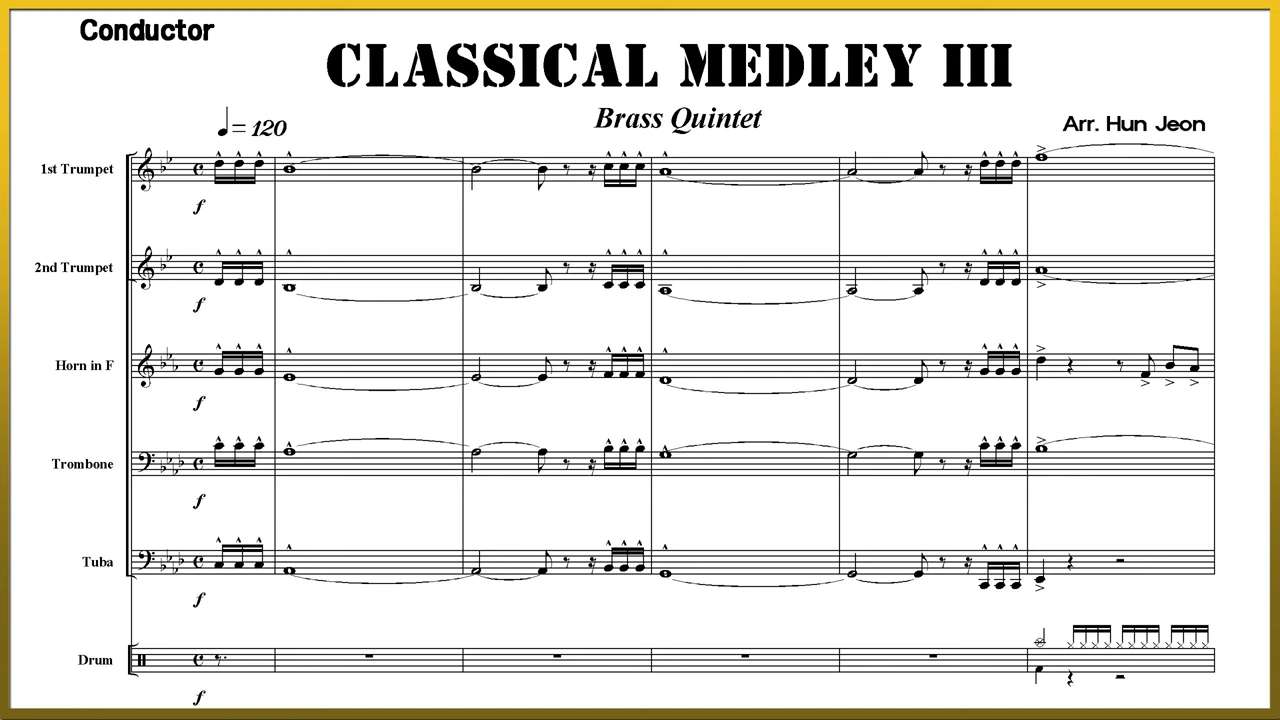 Conductor
CLASSICAL MEDLEY III
Brass Quintet
= 120
Arr. Hun Jeon
1st Trumpet
f
2nd Trumpet
f
Horn in F
f
Trombone
f
Tuba
f
Drum
f